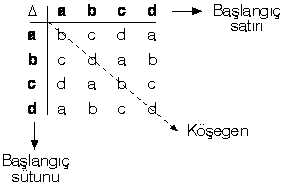 Δ a b c d
a b c d a
b c d a b
c d a b c
d a b c d
Başlangıç
satırı
Köşegen
Başlangıç
sütunu